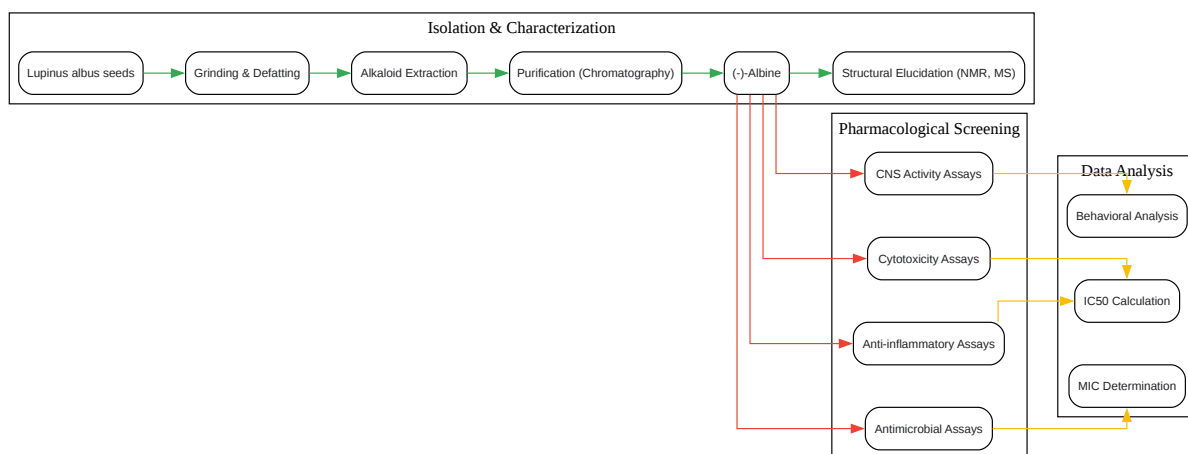 Isolation & Characterization
Lupinus albus seeds
Grinding & Defatting
Alkaloid Extraction
Purification (Chromatography)
(-)-Albine
Structural Elucidation (NMR, MS)
Pharmacological Screening
CNS Activity Assays
Cytotoxicity Assays
Anti-inflammatory Assays
Antimicrobial Assays
Data Analysis
Behavioral Analysis
IC50 Calculation
MIC Determination